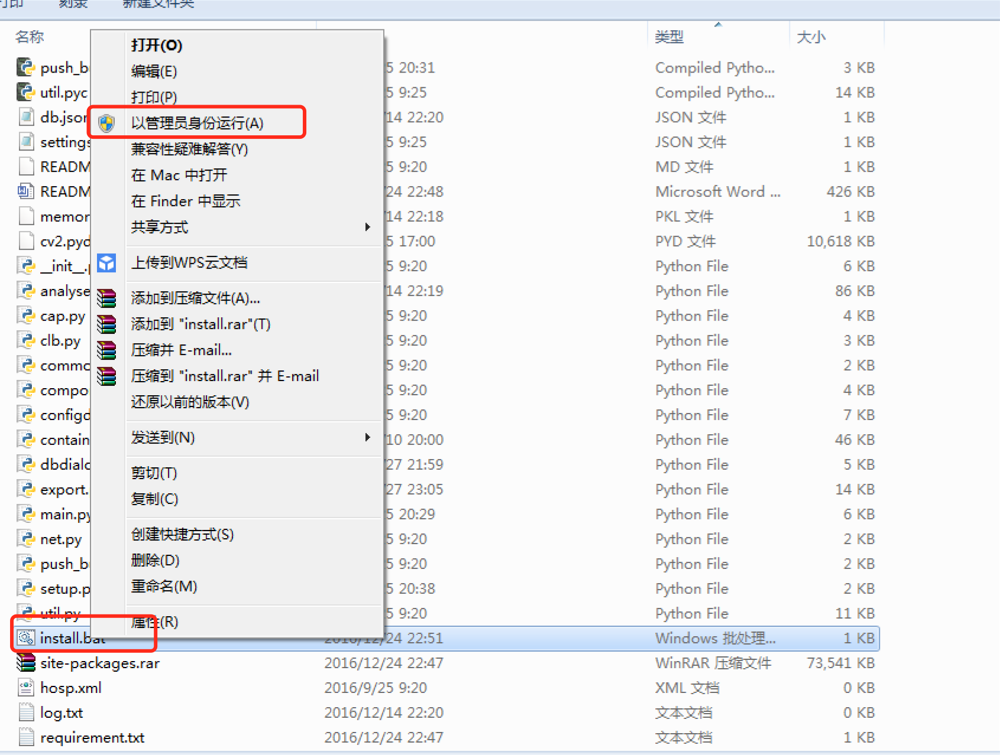 打印 刻录 新建文件夹
名称 类型 大小
打开(O)
编辑(E)
打印(P)
以管理员身份运行(A)
兼容性疑难解答(Y)
在 Mac 中打开
在 Finder 中显示
共享方式
上传到WPS云文档
添加到压缩文件(A)...
添加到 "install.rar"(T)
压缩并 E-mail...
压缩到 "install.rar" 并 E-mail
还原以前的版本(V)
发送到(N)
剪切(T)
复制(C)
创建快捷方式(S)
删除(D)
重命名(M)
属性(R)
push_b 5 20:31 Compiled Pytho... 3 KB
util.pyc 5 9:25 Compiled Pytho... 14 KB
db.json /14 22:20 JSON 文件 1 KB
settings 5 9:25 JSON 文件 1 KB
READM 5 9:20 MD 文件 1 KB
READM /24 22:48 Microsoft Word ... 426 KB
memor /14 22:18 PKL 文件 1 KB
cv2.pyd 5 17:00 PYD 文件 10,618 KB
__init__.p 5 9:20 Python File 6 KB
analyse /14 22:19 Python File 86 KB
cap.py 5 9:20 Python File 4 KB
clb.py 5 9:20 Python File 3 KB
commo 5 9:20 Python File 2 KB
compo 5 9:20 Python File 4 KB
configd 5 9:20 Python File 7 KB
contain /10 20:00 Python File 46 KB
dbdialo /27 21:59 Python File 5 KB
export. /27 23:05 Python File 14 KB
main.py 5 20:29 Python File 6 KB
net.py 5 9:20 Python File 2 KB
push_b 5 9:20 Python File 2 KB
setup.p 5 20:38 Python File 2 KB
util.py 5 9:20 Python File 11 KB
install.bat 2016/12/24 22:51 Windows 批处理... 1 KB
site-packages.rar 2016/12/24 22:47 WinRAR 压缩文件 73,541 KB
hosp.xml 2016/9/25 9:20 XML 文档 0 KB
log.txt 2016/12/14 22:20 文本文档 0 KB
requirement.txt 2016/12/24 22:47 文本文档 1 KB